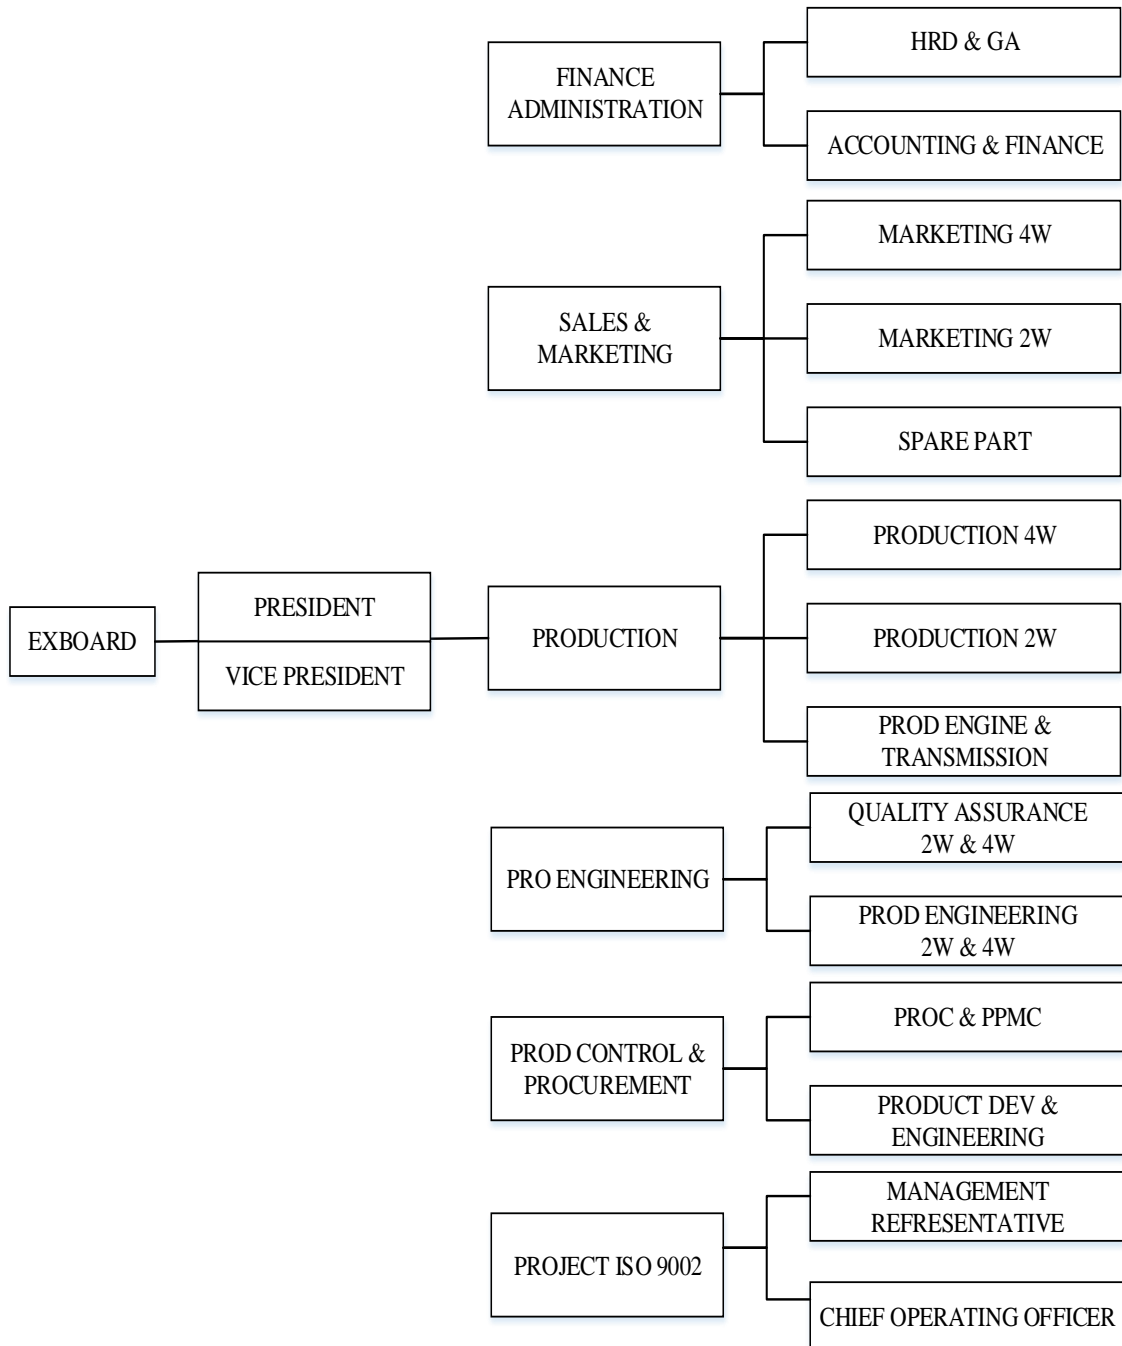 HRD & GA
FINANCE
ADMINISTRATION
ACCOUNTING & FINANCE
MARKETING 4W
SALES &
MARKETING
MARKETING 2W
SPARE PART
PRODUCTION 4W
EXBOARD
PRESIDENT
VICE PRESIDENT
PRODUCTION
PRODUCTION 2W
PROD ENGINE &
TRANSMISSION
QUALITY ASSURANCE
2W & 4W
PRO ENGINEERING
PROD ENGINEERING
2W & 4W
PROC & PPMC
PROD CONTROL &
PROCUREMENT
PRODUCT DEV &
ENGINEERING
MANAGEMENT
REFRESENTATIVE
PROJECT ISO 9002
CHIEF OPERATING OFFICER